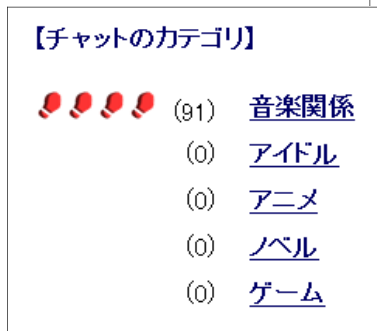 【チャットのカテゴリ】
(91) 音楽関係
(0) アイドル
(0) アニメ
(0) ノベル
(0) ゲーム